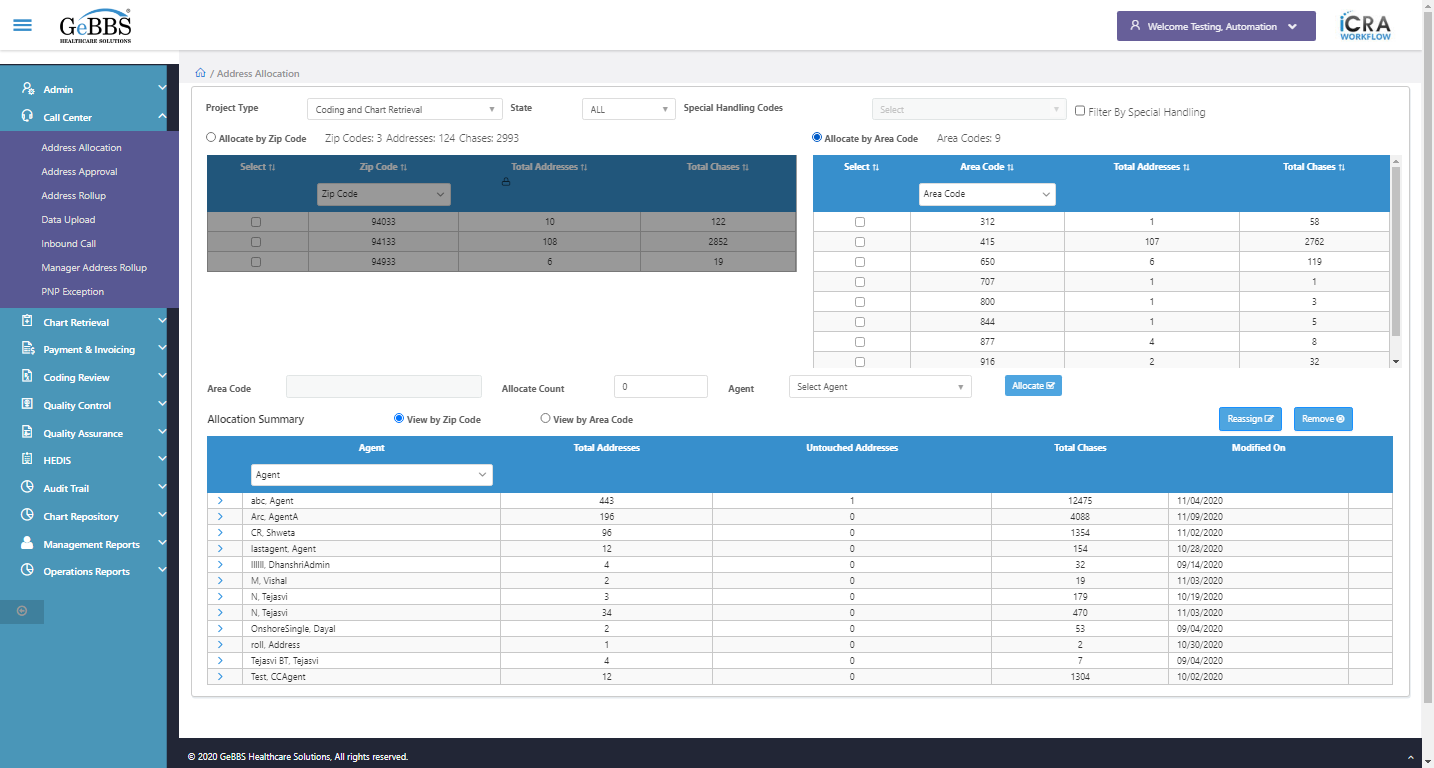 GeBBS
HEALTHCARE SOLUTIONS
Welcome Testing, Automation
iCRA
WORKFLOW
Admin
Call Center
Address Allocation
Address Approval
Address Rollup
Data Upload
Inbound Call
Manager Address Rollup
PNP Exception
Chart Retrieval
Payment & Invoicing
Coding Review
Quality Control
Quality Assurance
HEDIS
Audit Trail
Chart Repository
Management Reports
Operations Reports
/ Address Allocation
Project Type Coding and Chart Retrieval State ALL Special Handling Codes Select Filter By Special Handling
Allocate by Zip Code Zip Codes: 3 Addresses: 124 Chases: 2993
Select Zip Code Total Addresses Total Chases
Zip Code
94033 10 122
94133 108 2852
94933 6 19
Allocate by Area Code Area Codes: 9
Select Area Code Total Addresses Total Chases
Area Code
312 1 58
415 107 2762
650 6 119
707 1 1
800 1 3
844 1 5
877 4 8
916 2 32
Area Code Allocate Count 0 Agent Select Agent Allocate
Allocation Summary View by Zip Code View by Area Code Reassign Remove
Agent Total Addresses Untouched Addresses Total Chases Modified On
Agent
abc, Agent 443 1 12475 11/04/2020
Arc, AgentA 196 0 4088 11/09/2020
CR, Shweta 96 0 1354 11/02/2020
lastagent, Agent 12 0 154 10/28/2020
DhanshriAdmin 4 0 32 09/14/2020
M, Vishal 2 0 19 11/03/2020
N, Tejasvi 3 0 179 10/19/2020
N, Tejasvi 34 0 470 11/03/2020
OnshoreSingle, Dayal 2 0 53 09/04/2020
roll, Address 1 0 2 10/30/2020
Tejasvi BT, Tejasvi 4 0 7 09/04/2020
Test, CCAgent 12 0 1304 10/02/2020
© 2020 GeBBS Healthcare Solutions, All rights reserved.